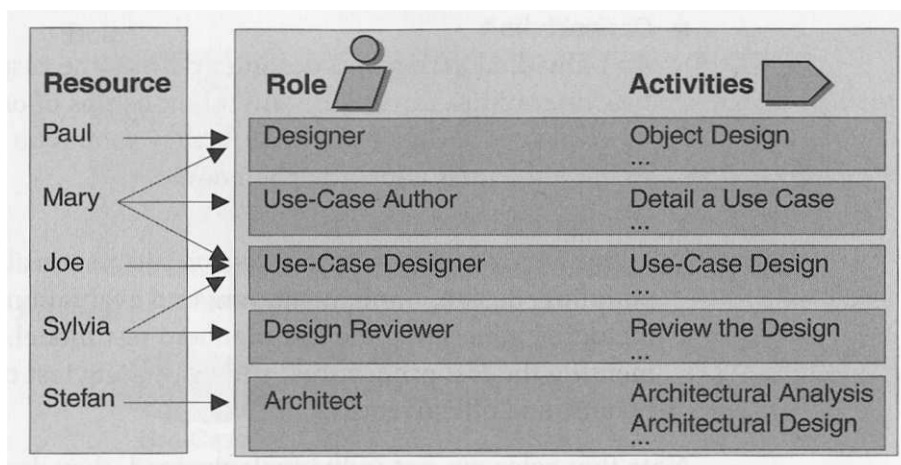 Resource Role Activities
Paul Designer Object Design
...
Mary Use-Case Author Detail a Use Case
...
Joe Use-Case Designer Use-Case Design
...
Sylvia Design Reviewer Review the Design
...
Stefan Architect Architectural Analysis
Architectural Design
...